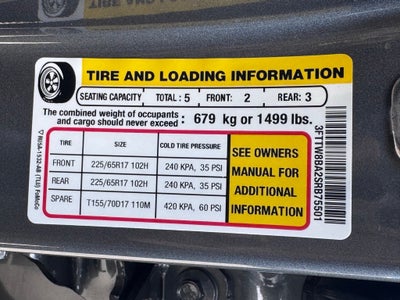 TIRE AND LOADING INFORMATION
SEATING CAPACITY TOTAL : 5 FRONT: 2 REAR: 3
The combined weight of occupants
and cargo should never exceed : 679 kg or 1499 lbs.
TIRE SIZE COLD TIRE PRESSURE
FRONT 225/65R17 102H 240 KPA, 35 PSI
REAR 225/65R17 102H 240 KPA, 35 PSI
SPARE T155/70D17 110M 420 KPA, 60 PSI
SEE OWNERS
MANUAL FOR
ADDITIONAL
INFORMATION
3FTTW8BA2SRB75501